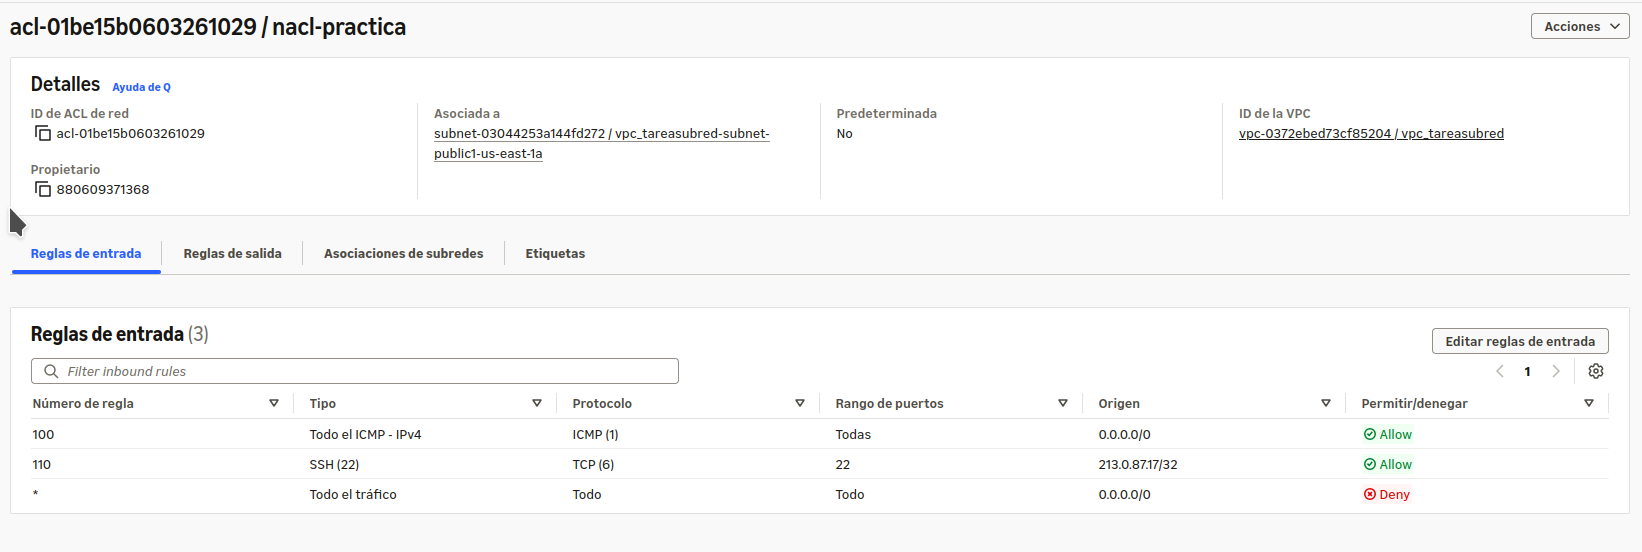 acl-01be15b0603261029 / nacl-practica
Acciones
Detalles Ayuda de Q
ID de ACL de red
acl-01be15b0603261029
Propietario
880609371368
Asociada a
subnet-03044253a144fd272 / vpc_tareasubred-subnet-
public1-us-east-1a
Predeterminada
No
ID de la VPC
vpc-0372ebed73cf85204 / vpc_tareasubred
Reglas de entrada Reglas de salida Asociaciones de subredes Etiquetas
Reglas de entrada (3)
Editar reglas de entrada
Filter inbound rules
1
Número de regla Tipo Protocolo Rango de puertos Origen Permitir/denegar
100 Todo el ICMP - IPv4 ICMP (1) Todas 0.0.0.0/0 Allow
110 SSH (22) TCP (6) 22 213.0.87.17/32 Allow
* Todo el tráfico Todo Todo 0.0.0.0/0 Deny